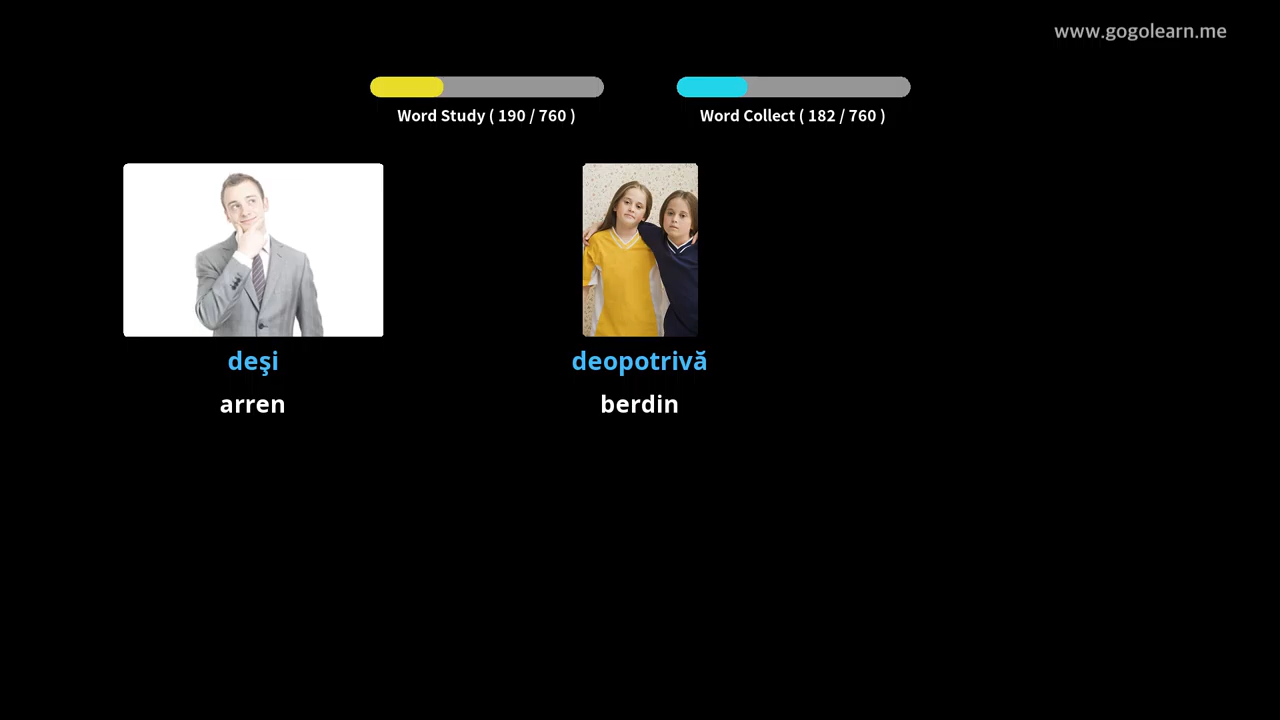 www.gogolearn.me
Word Study ( 190 / 760 )
Word Collect ( 182 / 760 )
deşi
deopotrivă
arren
berdin